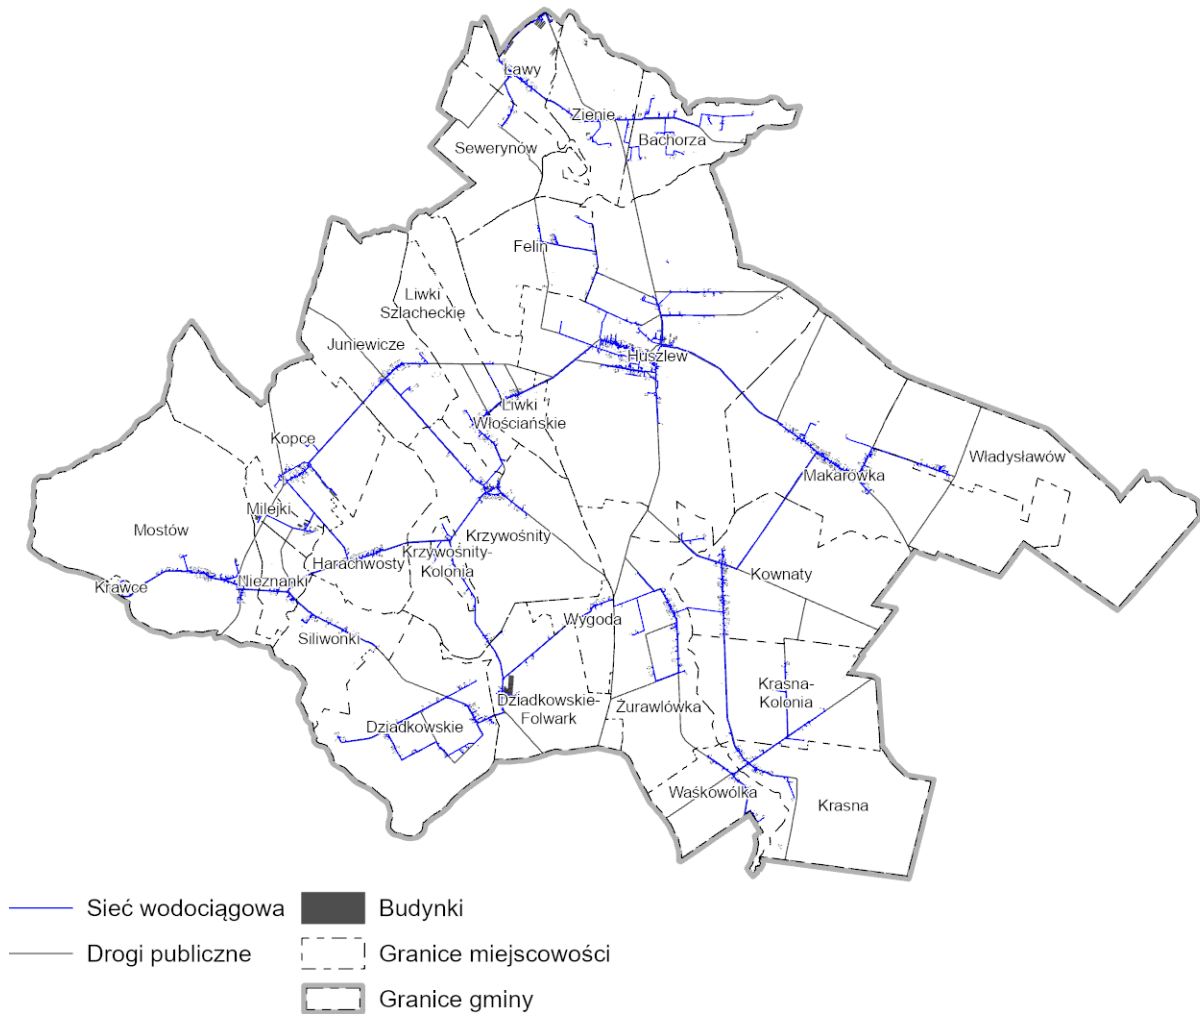 Ławy
Zienie
Bachorza
Sewerynów
Felin
Liwki
Szlacheckie
Juniewicze
Huszlew
Liwki
Włościańskie
Kopce
Makarówka
Władysławów
Milejki
Mostów
Harachwosty
Krzywośnity-
Kolonia
Krzywośnity
Kownaty
Krawce
Nieznanki
Siliwonki
Wygoda
Dziadkowskie
Dziadkowskie-
Folwark
Żurawlówka
Krasna-
Kolonia
Waśkowólka
Krasna
Sieć wodociągowa
Budynki
Drogi publiczne
Granice miejscowości
Granice gminy